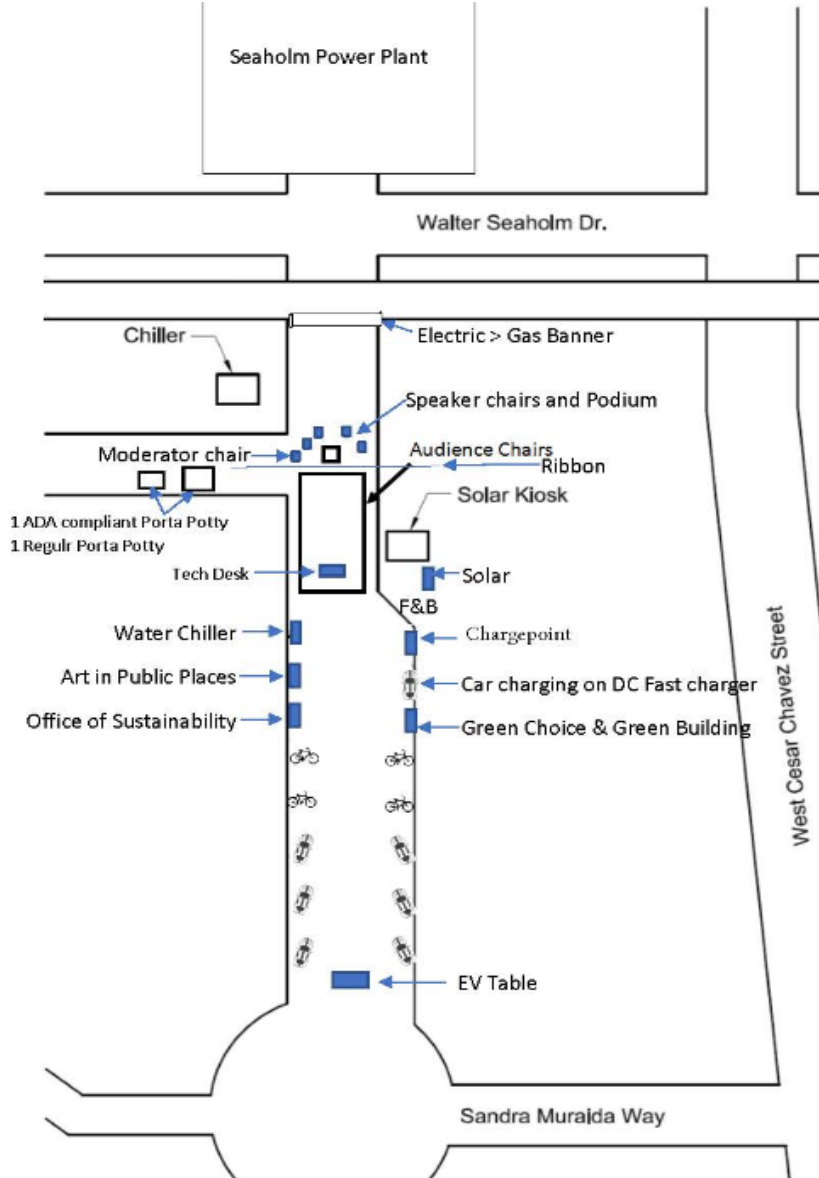 Seaholm Power Plant
Walter Seaholm Dr.
Electric > Gas Banner
Chiller
Speaker chairs and Podium
Moderator chair
Audience Chairs
Ribbon
Solar Kiosk
1 ADA compliant Porta Potty
1 Regulr Porta Potty
Tech Desk
Solar
F&B
Water Chiller
Chargepoint
Art in Public Places
Car charging on DC Fast charger
Office of Sustainability
Green Choice & Green Building
West Cesar Chavez Street
EV Table
Sandra Muraida Way